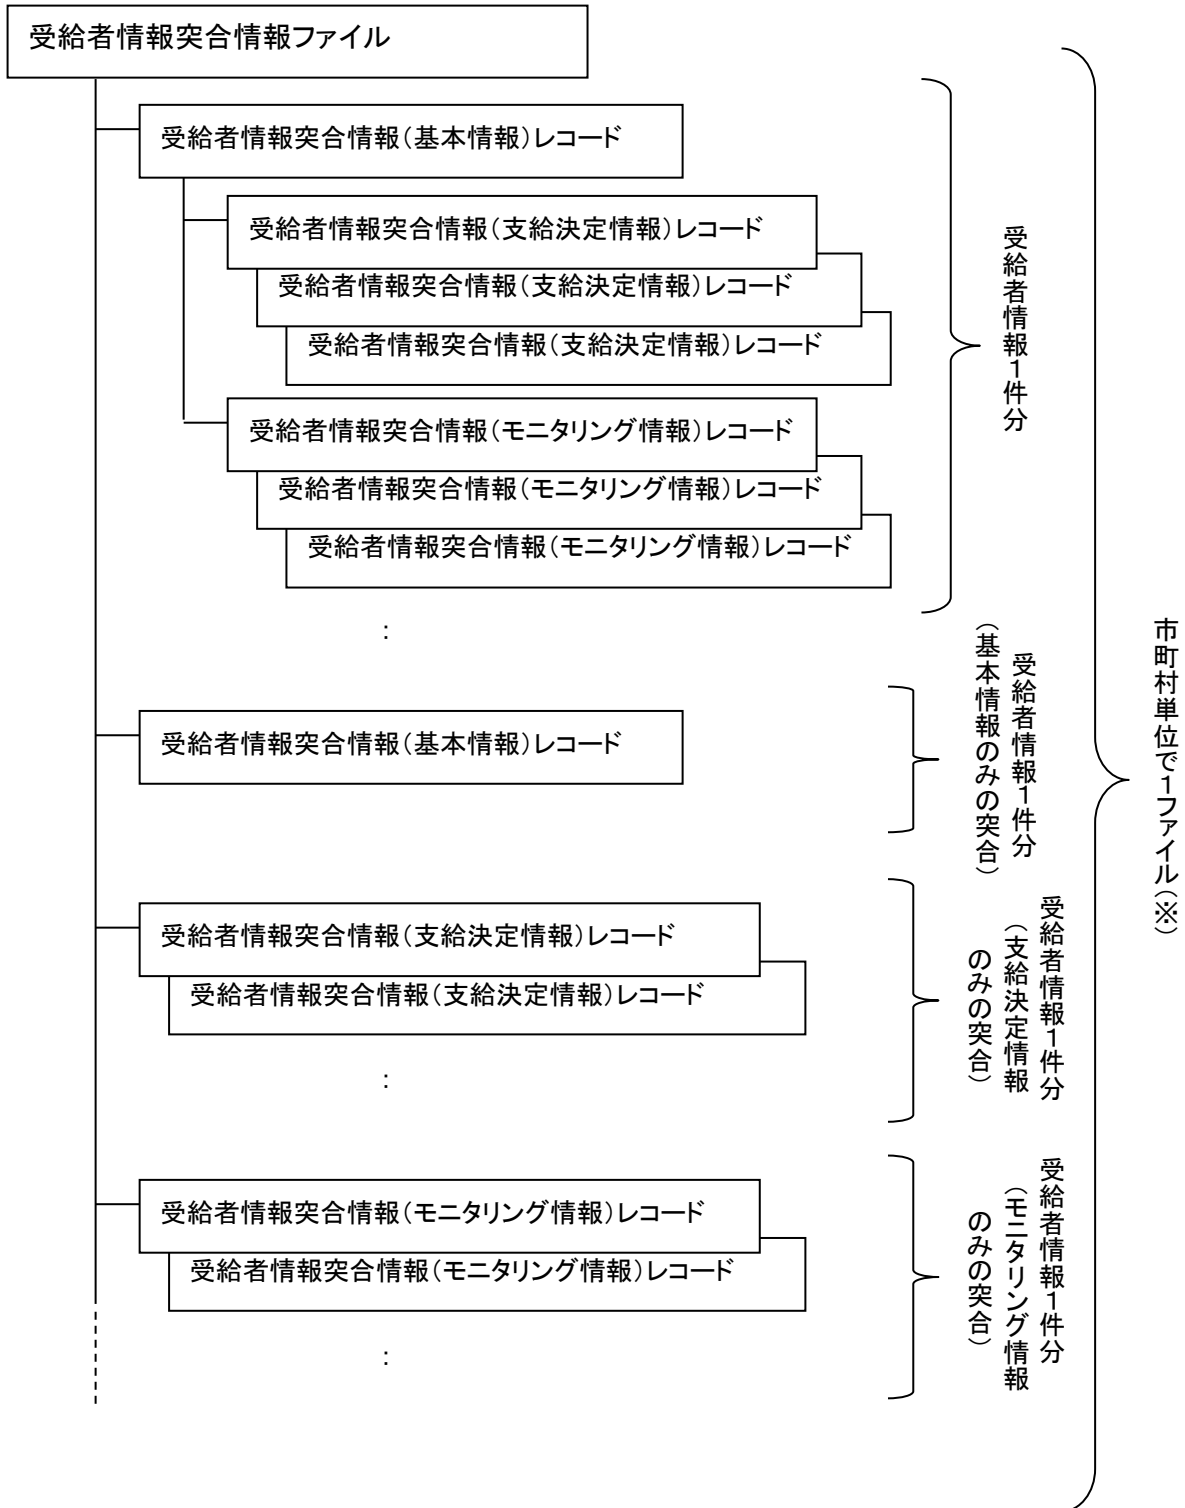 受給者情報突合情報ファイル
受給者情報突合情報(基本情報)レコード
受給者情報突合情報(支給決定情報)レコード
受給者情報突合情報(支給決定情報)レコード
受給者情報突合情報(支給決定情報)レコード
受給者情報突合情報(モニタリング情報)レコード
受給者情報突合情報(モニタリング情報)レコード
受給者情報突合情報(モニタリング情報)レコード
:
受給者情報1件分
受給者情報突合情報(基本情報)レコード
受給者情報1件分
(基本情報のみの突合)
受給者情報突合情報(支給決定情報)レコード
受給者情報突合情報(支給決定情報)レコード
:
受給者情報1件分
(支給決定情報
のみの突合)
受給者情報突合情報(モニタリング情報)レコード
受給者情報突合情報(モニタリング情報)レコード
:
受給者情報1件分
(モニタリング情報
のみの突合)
市町村単位で1ファイル(※)